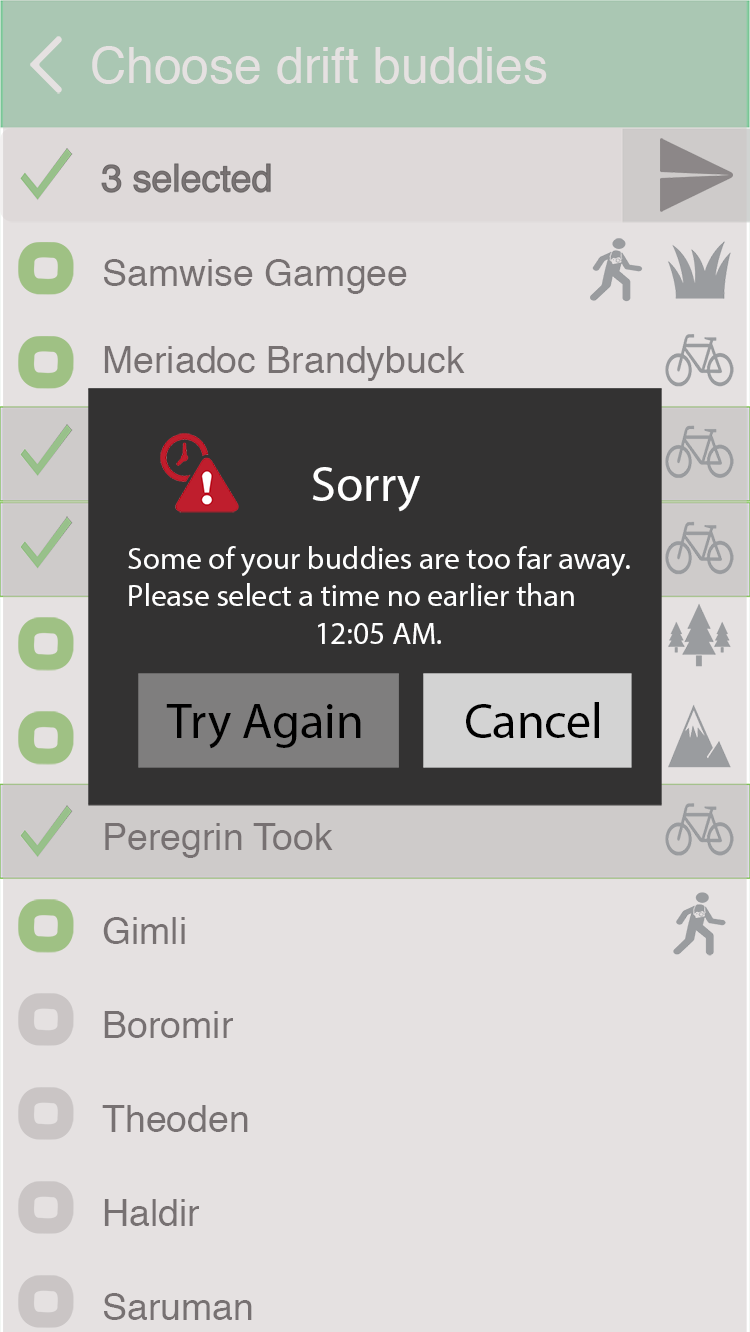 Choose drift buddies
3 selected
Samwise Gamgee
Meriadoc Brandybuck
Sorry
Some of your buddies are too far away.
Please select a time no earlier than
12:05 AM.
Try Again
Cancel
Peregrin Took
Gimli
Boromir
Theoden
Haldir
Saruman